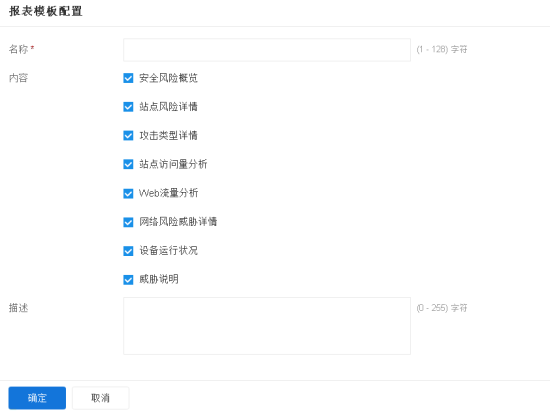 报表模板配置
名称 * (1 - 128) 字符
内容 安全风险概览
站点风险详情
攻击类型详情
站点访问量分析
Web流量分析
网络风险威胁详情
设备运行状况
威胁说明
描述 (0 - 255) 字符
确定 取消